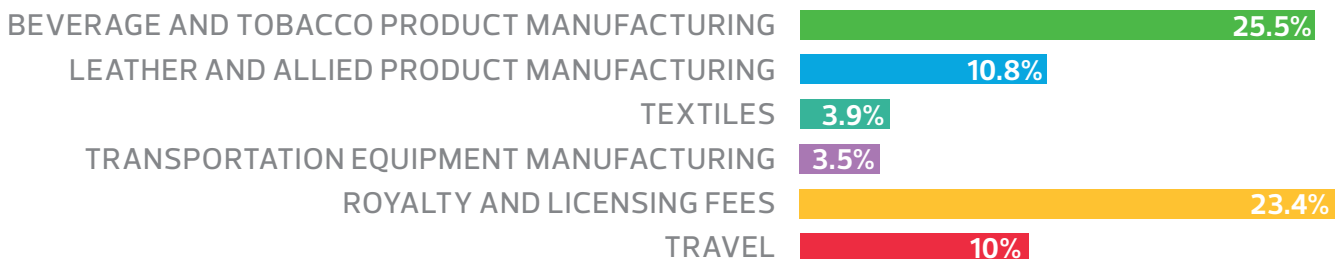 BEVERAGE AND TOBACCO PRODUCT MANUFACTURING 25.5%
LEATHER AND ALLIED PRODUCT MANUFACTURING 10.8%
TEXTILES 3.9%
TRANSPORTATION EQUIPMENT MANUFACTURING 3.5%
ROYALTY AND LICENSING FEES 23.4%
TRAVEL 10%